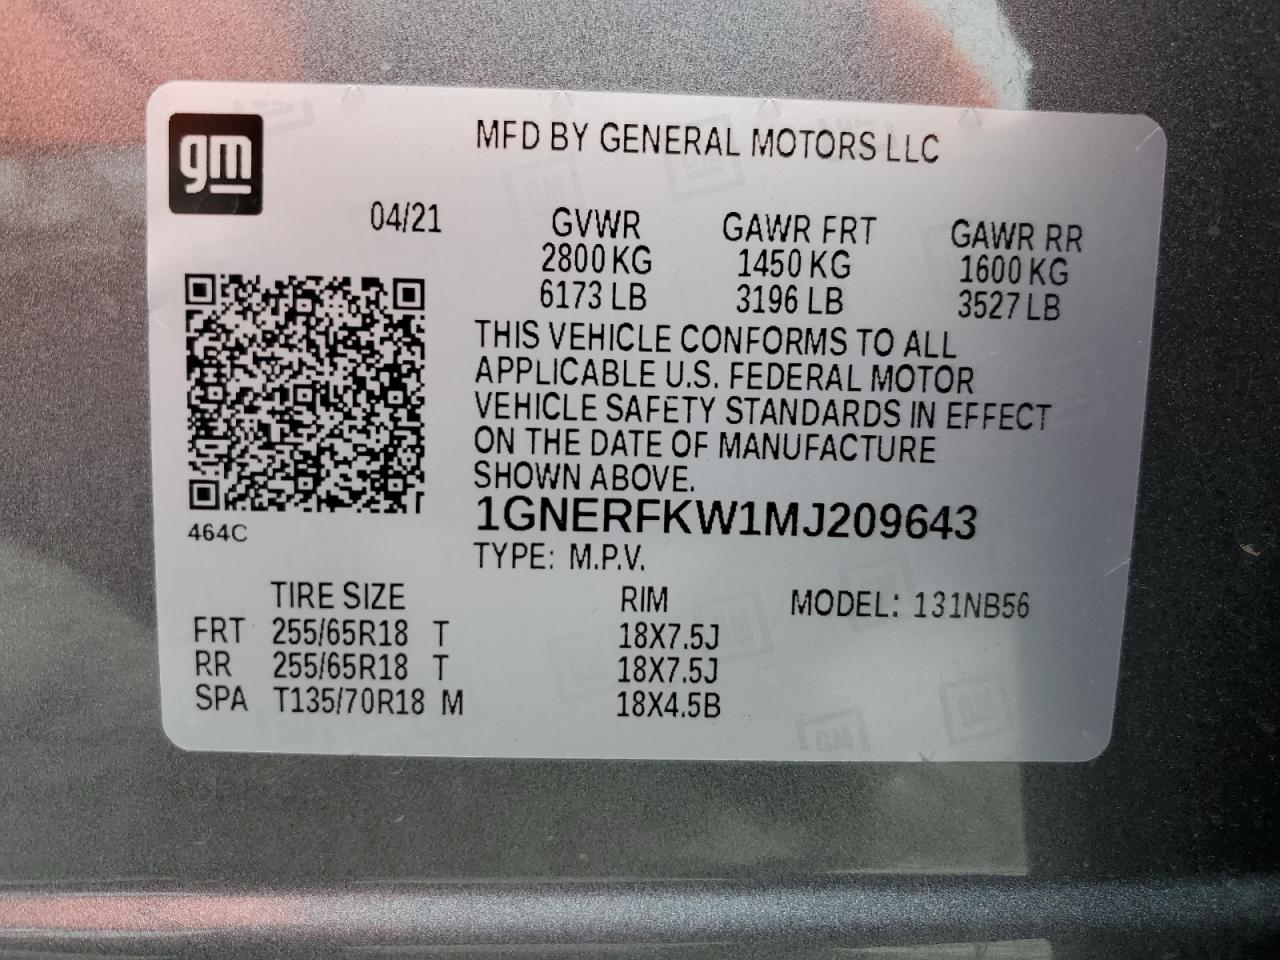 gm
MFD BY GENERAL MOTORS LLC
04/21 GVWR GAWR FRT GAWR RR
2800 KG 1450 KG 1600 KG
6173 LB 3196 LB 3527 LB
THIS VEHICLE CONFORMS TO ALL
APPLICABLE U.S. FEDERAL MOTOR
VEHICLE SAFETY STANDARDS IN EFFECT
ON THE DATE OF MANUFACTURE
SHOWN ABOVE.
1GNERFKW1MJ209643
464C
TYPE: M.P.V.
TIRE SIZE RIM MODEL: 131NB56
FRT 255/65R18 T 18X7.5J
RR 255/65R18 T 18X7.5J
SPA T135/70R18 M 18X4.5B